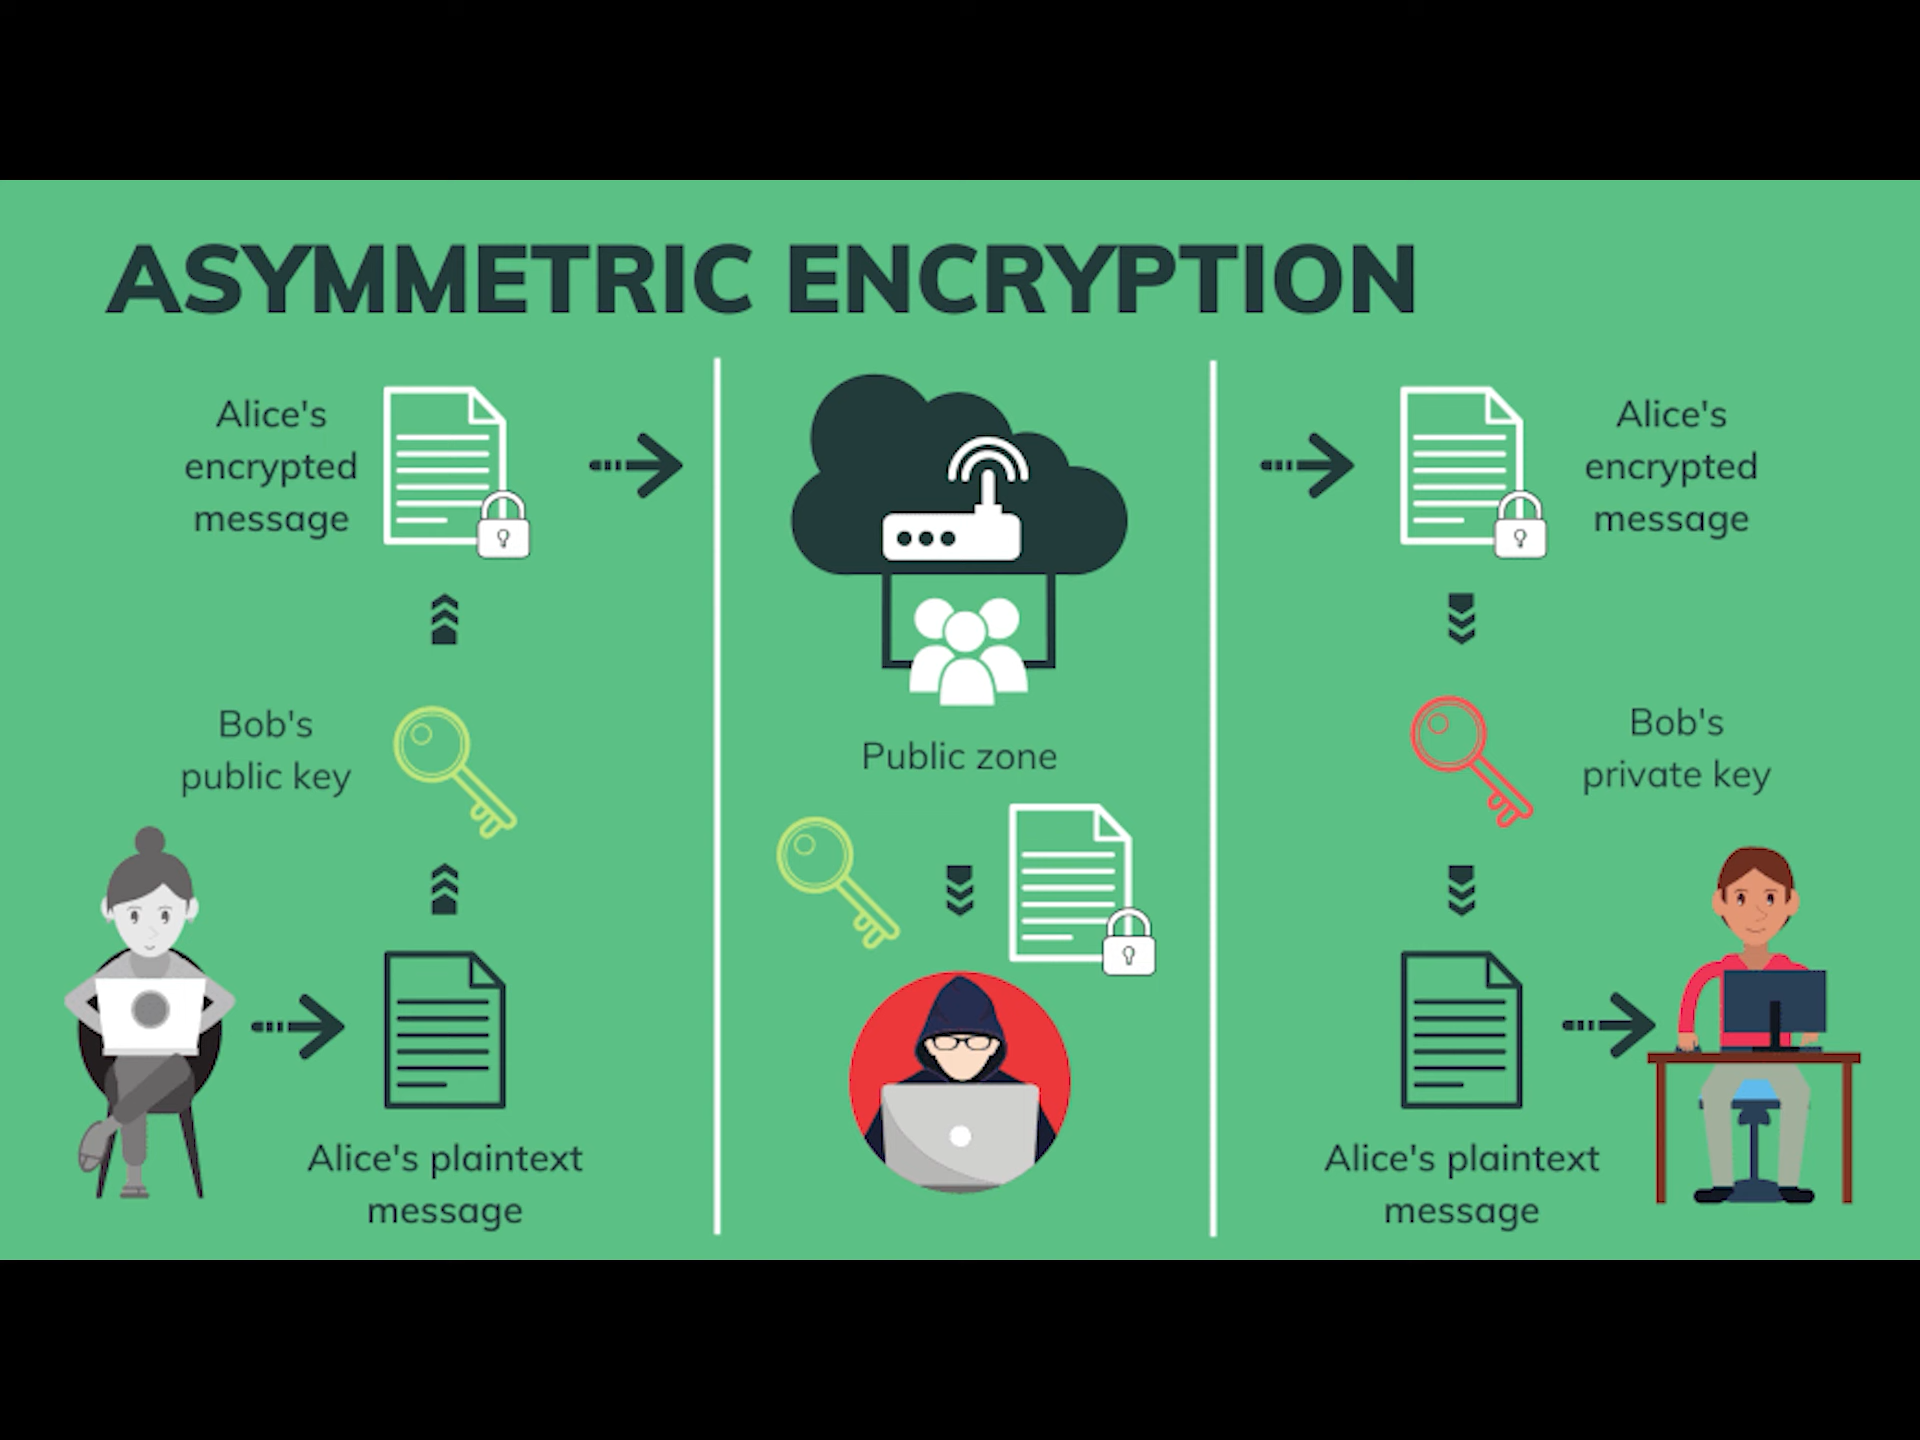 ASYMMETRIC ENCRYPTION
Alice's
encrypted
message
Bob's
public key
Alice's plaintext
message
Public zone
Alice's
encrypted
message
Bob's
private key
Alice's plaintext
message